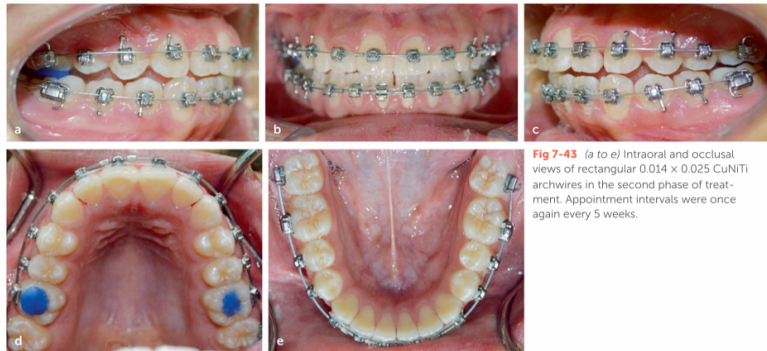 a
b
c
Fig 7-43 (a to e) Intraoral and occlusal
views of rectangular 0.014 × 0.025 CuNiTi
archwires in the second phase of treat-
ment. Appointment intervals were once
again every 5 weeks.
d
e